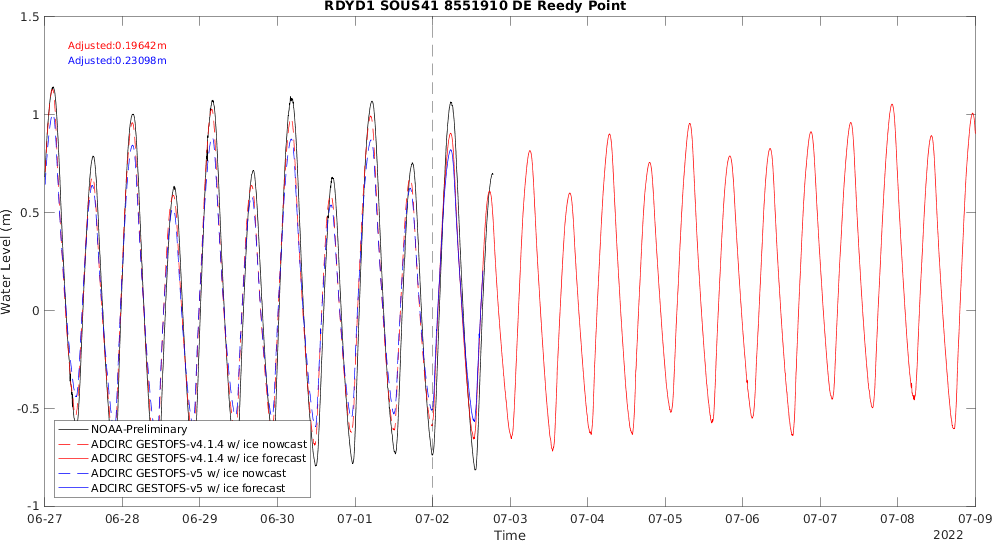 RDYD1 SOUS41 8551910 DE Reedy Point
Adjusted:0.19642m
Adjusted:0.23098m
1.5
1
0.5
0
-0.5
-1
Water Level (m)
NOAA-Preliminary
ADCIRC GESTOFS-v4.1.4 w/ ice nowcast
ADCIRC GESTOFS-v4.1.4 w/ ice forecast
ADCIRC GESTOFS-v5 w/ ice nowcast
ADCIRC GESTOFS-v5 w/ ice forecast
06-27 06-28 06-29 06-30 07-01 07-02 07-03 07-04 07-05 07-06 07-07 07-08 07-09
Time
2022